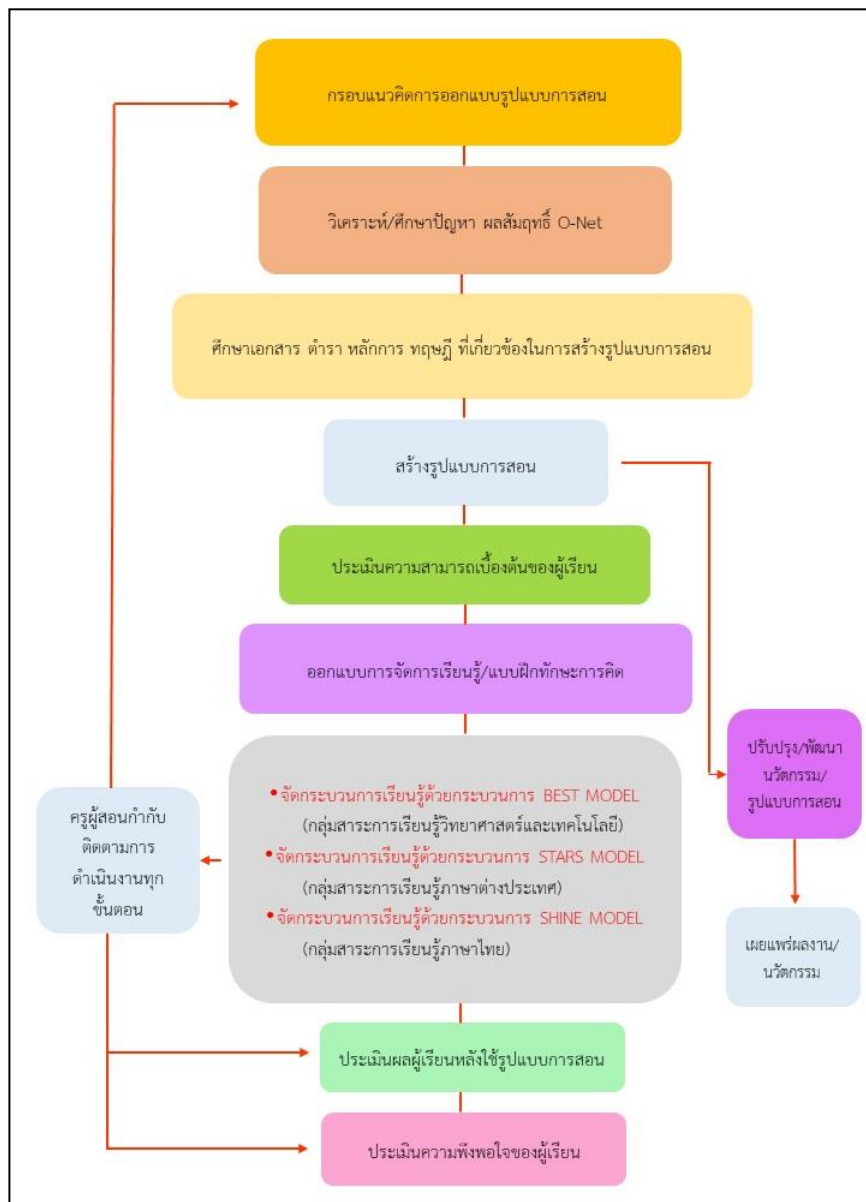 กรอบแนวคิดการออกแบบรูปแบบการสอน
วิเคราะห์/ศึกษาปัญหา ผลสัมฤทธิ์ O-Net
ศึกษาเอกสาร ตำรา หลักการ ทฤษฎี ที่เกี่ยวข้องในการสร้างรูปแบบการสอน
สร้างรูปแบบการสอน
ประเมินความสามารถเบื้องต้นของผู้เรียน
ออกแบบการจัดการเรียนรู้/แบบฝึกทักษะการคิด
• จัดกระบวนการเรียนรู้ด้วยกระบวนการ BEST MODEL
(กลุ่มสาระการเรียนรู้วิทยาศาสตร์และเทคโนโลยี)
• จัดกระบวนการเรียนรู้ด้วยกระบวนการ STARS MODEL
(กลุ่มสาระการเรียนรู้ภาษาต่างประเทศ)
• จัดกระบวนการเรียนรู้ด้วยกระบวนการ SHINE MODEL
(กลุ่มสาระการเรียนรู้ภาษาไทย)
ครูผู้สอนกำกับ
ติดตามการ
ดำเนินงานทุก
ขั้นตอน
ปรับปรุง/พัฒนา
นวัตกรรม/
รูปแบบการสอน
เผยแพร่ผลงาน/
นวัตกรรม
ประเมินผลผู้เรียนหลังใช้รูปแบบการสอน
ประเมินความพึงพอใจของผู้เรียน